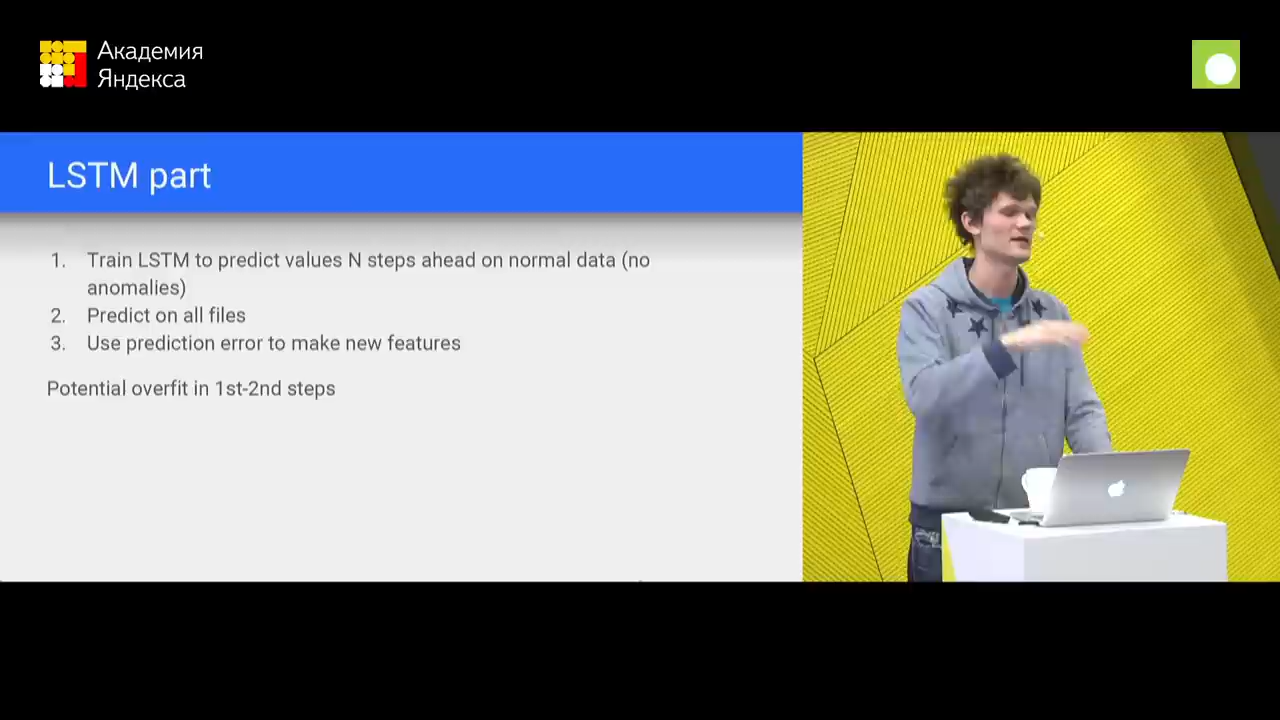 Академия
Яндекса
LSTM part
1. Train LSTM to predict values N steps ahead on normal data (no
anomalies)
2. Predict on all files
3. Use prediction error to make new features
Potential overfit in 1st-2nd steps